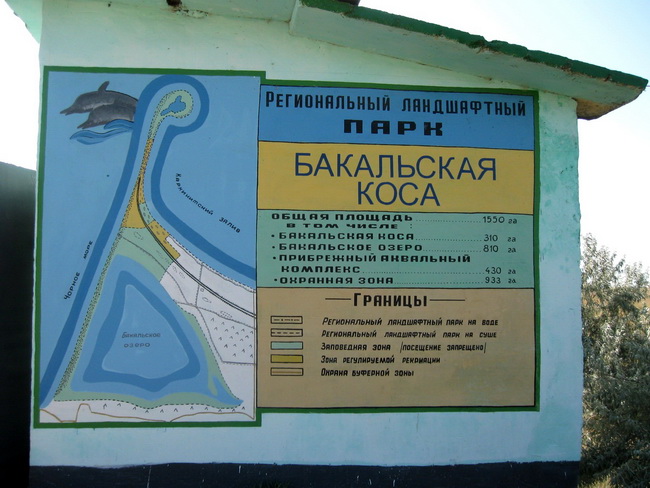 Региональный ландшафтный
парк
Бакальская
коса
Общая площадь 1550 га
в том числе :
• Бакальская коса 310 га
• Бакальское озеро 810 га
• Прибрежный аквальный
комплекс 430 га
• Охранная зона 933 га
Границы
Региональный ландшафтный парк на воде
Региональный ландшафтный парк на суше
Заповедная зона /посещение запрещено/
Зона регулируемой рекриации
Охрана буферной зоны
Чорное море
Каркинитский залив
Бакальское
озеро